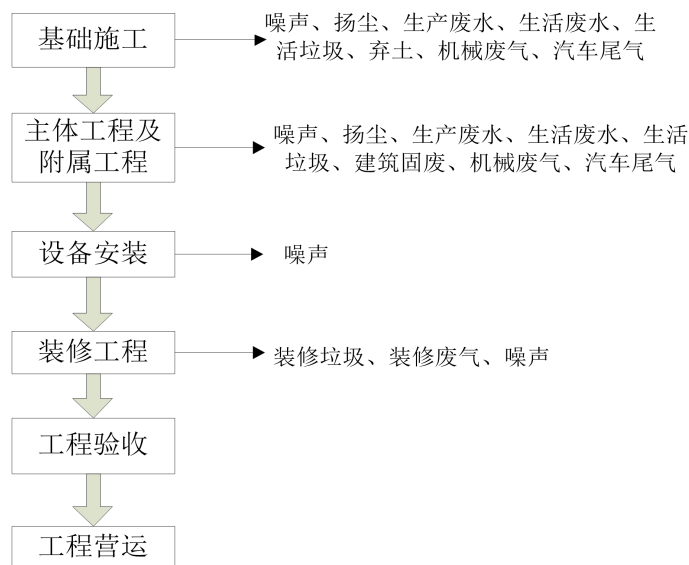 基础施工
噪声、扬尘、生产废水、生活废水、生
活垃圾、弃土、机械废气、汽车尾气
主体工程及
附属工程
噪声、扬尘、生产废水、生活废水、生活
垃圾、建筑固废、机械废气、汽车尾气
设备安装
噪声
装修工程
装修垃圾、装修废气、噪声
工程验收
工程营运